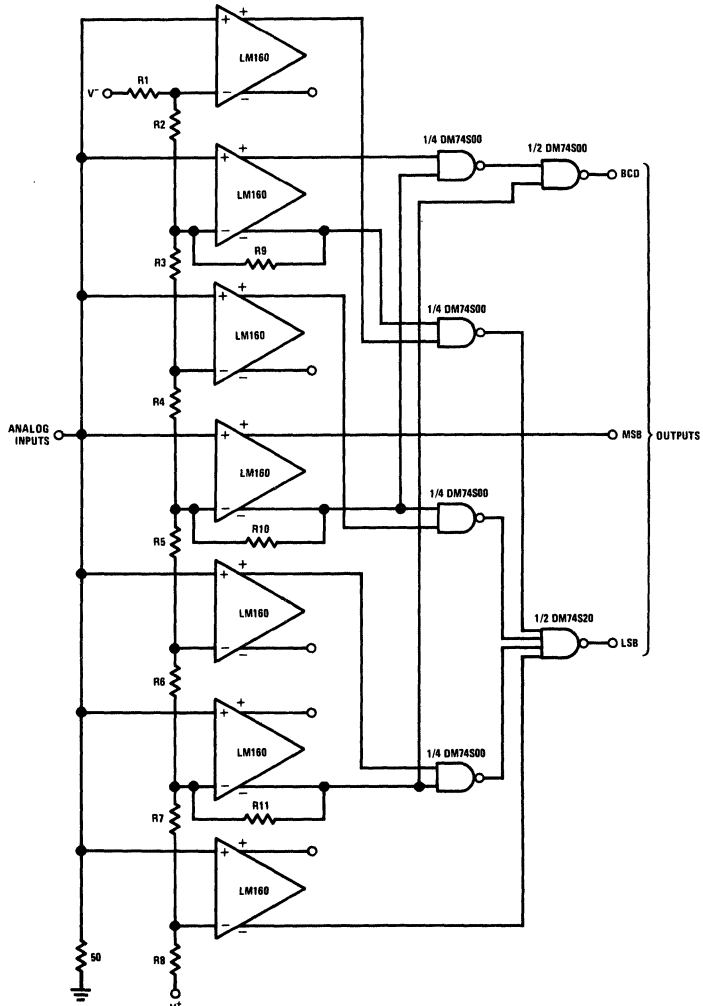 +
+
LM160
−
−
R1
V−
R2
1/4 DM74S00
1/2 DM74S00
BCD
+
+
LM160
−
−
R9
R3
1/4 DM74S00
+
+
LM160
−
−
R4
ANALOG
INPUTS
+
+
LM160
−
−
MSB
OUTPUTS
1/4 DM74S00
R10
R5
+
+
LM160
−
−
1/2 DM74S20
LSB
R6
+
+
LM160
−
−
1/4 DM74S00
R11
R7
+
+
LM160
−
−
50
R8